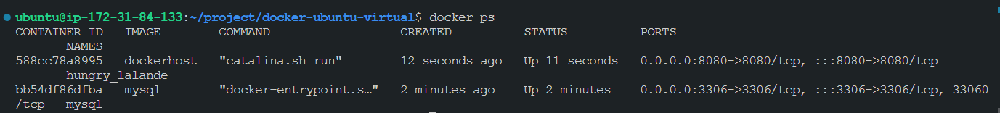 ubuntu@ip-172-31-84-133:~/project/docker-ubuntu-virtual$ docker ps
CONTAINER ID   IMAGE        COMMAND                  CREATED          STATUS          PORTS
       NAMES
588cc78a8995   dockerhost   "catalina.sh run"        12 seconds ago   Up 11 seconds   0.0.0.0:8080->8080/tcp, :::8080->8080/tcp
       hungry_lalande
bb54df86dfba   mysql        "docker-entrypoint.s…"   2 minutes ago    Up 2 minutes    0.0.0.0:3306->3306/tcp, :::3306->3306/tcp, 33060
/tcp   mysql